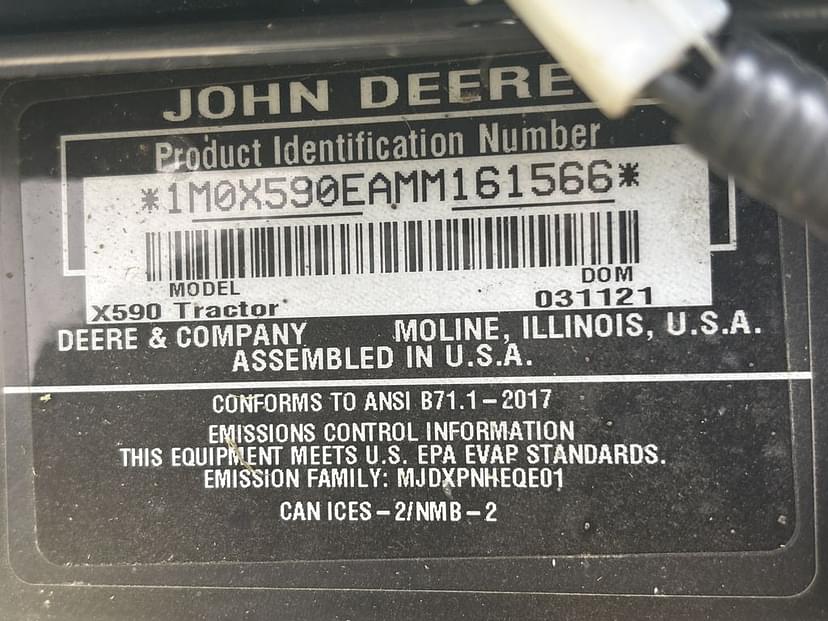 JOHN DEERE
Product Identification Number
*1M0X590EAMM161566*
MODEL DOM
X590 Tractor 031121
DEERE & COMPANY MOLINE, ILLINOIS, U.S.A.
ASSEMBLED IN U.S.A.
CONFORMS TO ANSI B71.1-2017
EMISSIONS CONTROL INFORMATION
THIS EQUIPMENT MEETS U.S. EPA EVAP STANDARDS.
EMISSION FAMILY: MJDXPNHEQE01
CAN ICES-2/NMB-2